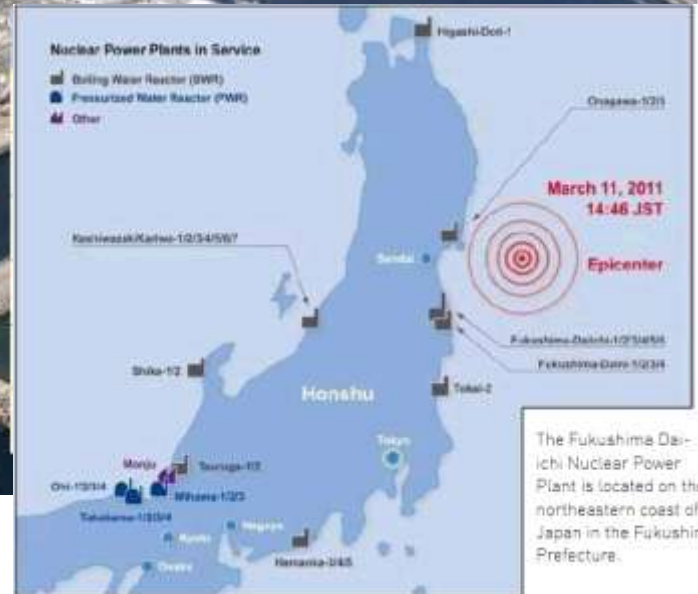 Nuclear Power Plants in Service
Boiling Water Reactor (BWR)
Pressurized Water Reactor (PWR)
Other
Higashi-Dori-1
Onagawa-1/2/3
March 11, 2011
14:46 JST
Epicenter
Kashiwazaki/Kariwa-1/2/3/4/5/6/7
Sendai
Fukushima-Daiichi-1/2/3/4/5/6
Fukushima-Daini-1/2/3/4
Shika-1/2
Honshu
Tokai-2
Tokyo
Monju
Tsuruga-1/2
Ohi-1/2/3/4
Mihama-1/2/3
Takahama-1/2/3/4
Nagoya
Kyoto
Hamaoka-3/4/5
Osaka
The Fukushima Dai-
ichi Nuclear Power
Plant is located on the
northeastern coast of
Japan in the Fukushim
Prefecture.